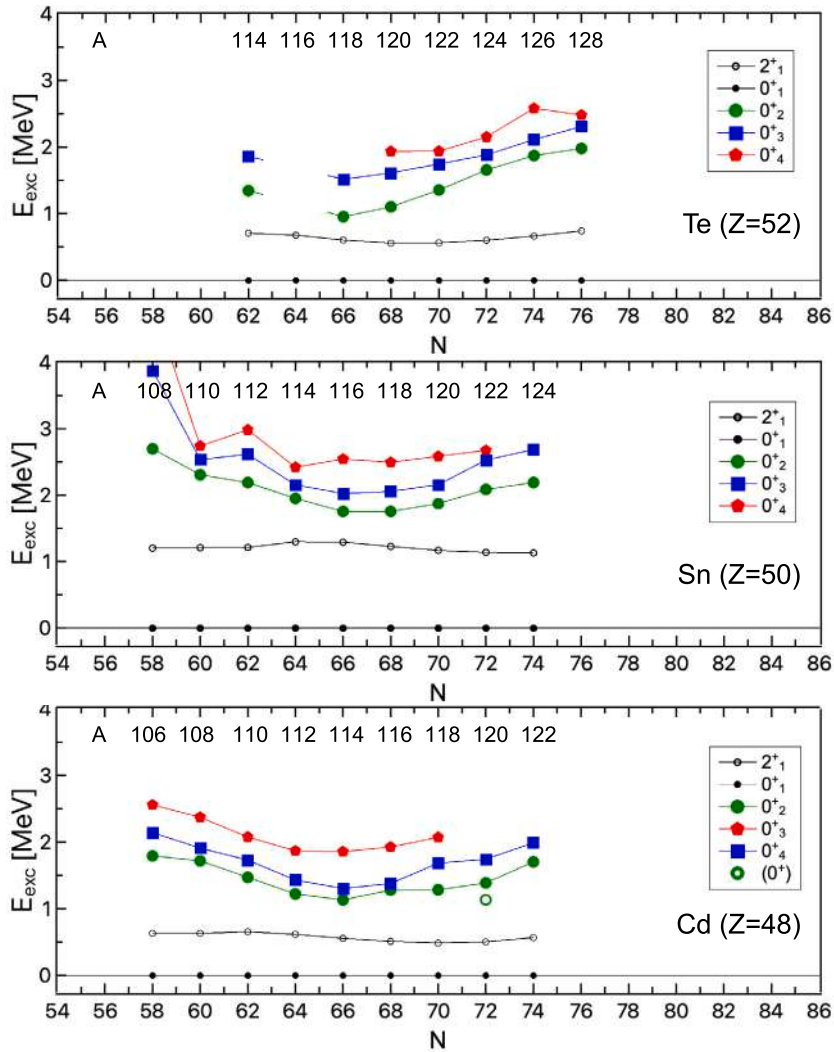 4
A 114 116 118 120 122 124 126 128
3
2⁺₁
0⁺₁
0⁺₂
0⁺₃
0⁺₄
2
1
0
Eexc [MeV]
Te (Z=52)
54 56 58 60 62 64 66 68 70 72 74 76 78 80 82 84 86
N
4
A 108 110 112 114 116 118 120 122 124
3
2⁺₁
0⁺₁
0⁺₂
0⁺₃
0⁺₄
2
1
0
Eexc [MeV]
Sn (Z=50)
54 56 58 60 62 64 66 68 70 72 74 76 78 80 82 84 86
N
4
A 106 108 110 112 114 116 118 120 122
3
2⁺₁
0⁺₁
0⁺₂
0⁺₃
0⁺₄
(0⁺)
2
1
0
Eexc [MeV]
Cd (Z=48)
54 56 58 60 62 64 66 68 70 72 74 76 78 80 82 84 86
N